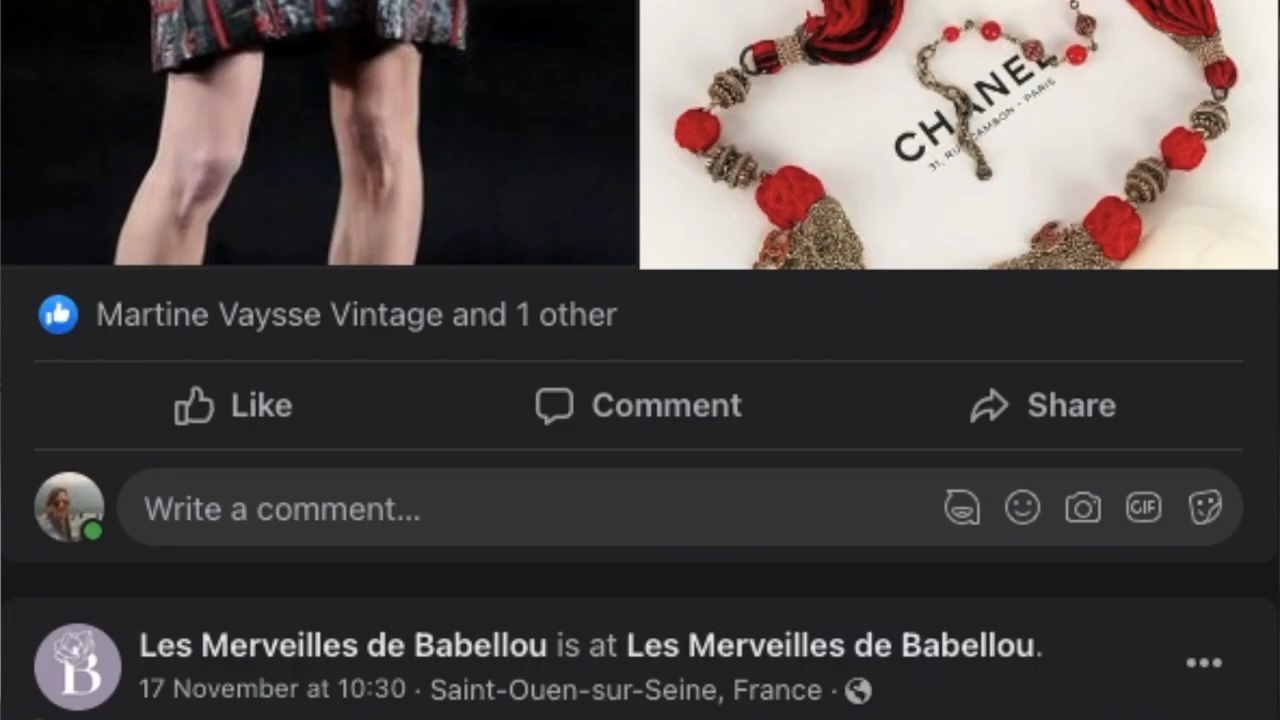 CHANEL
31, RUE CAMBON - PARIS
Martine Vaysse Vintage and 1 other
Like Comment Share
Write a comment...
GIF
B
Les Merveilles de Babellou is at Les Merveilles de Babellou.
17 November at 10:30 · Saint-Ouen-sur-Seine, France ·